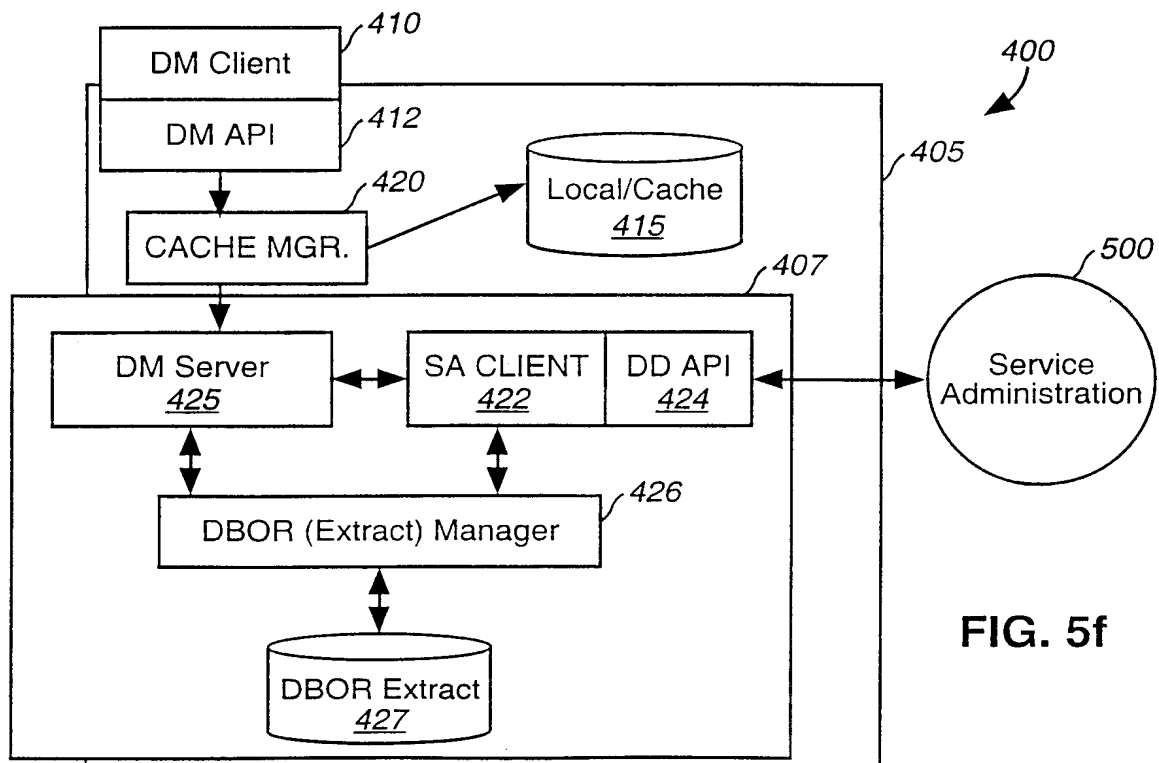 410
DM Client
400
DM API
412
405
420
Local/Cache
415
CACHE MGR.
407
500
DM Server
425
SA CLIENT
422
DD API
424
Service
Administration
426
DBOR (Extract) Manager
DBOR Extract
427
FIG. 5f